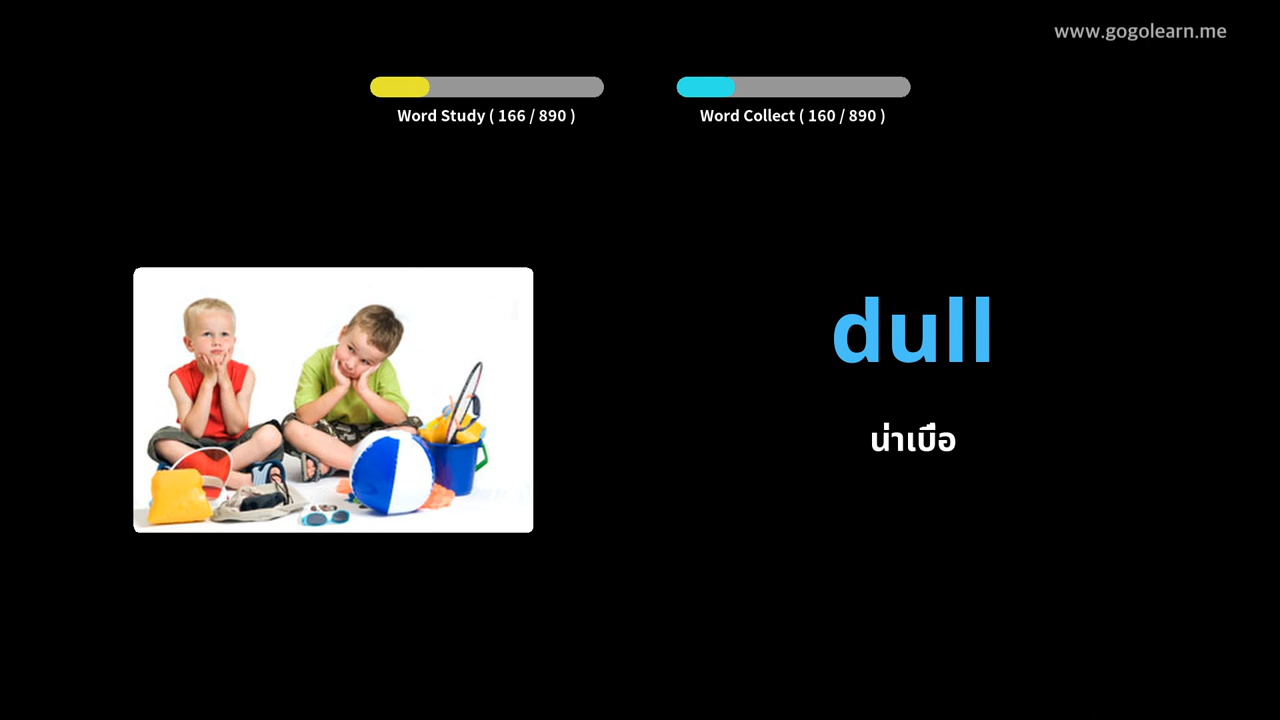 www.gogolearn.me
Word Study ( 166 / 890 )
Word Collect ( 160 / 890 )
dull
น่าเบื่อ